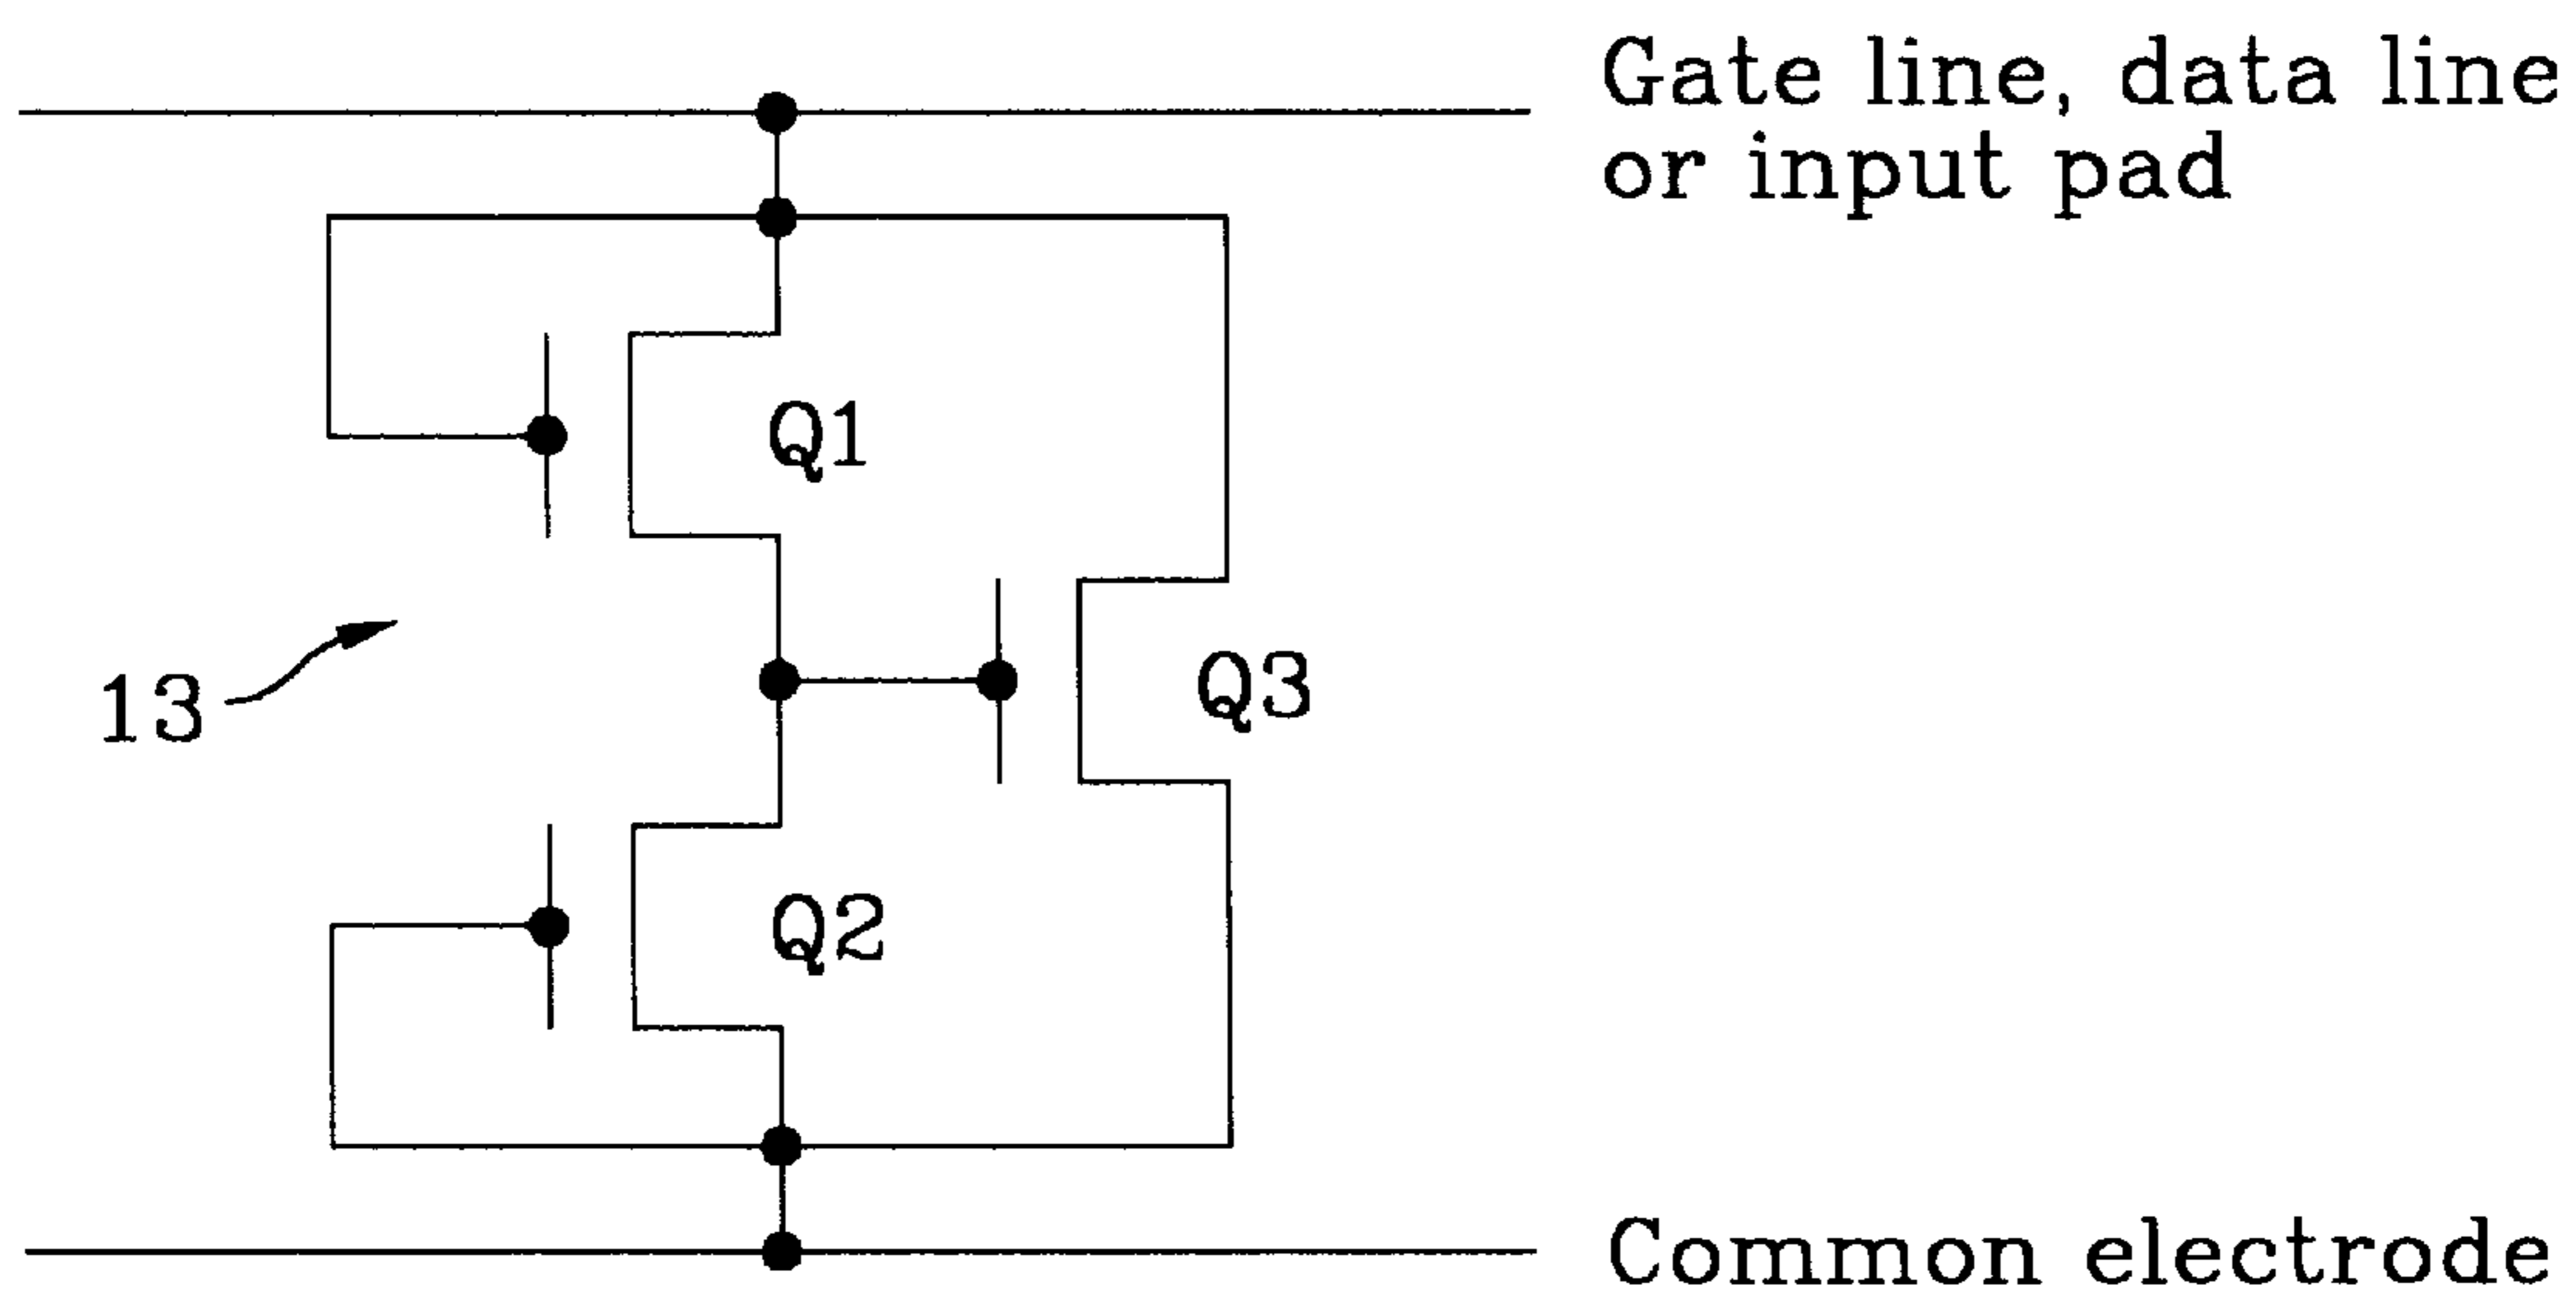 Gate line, data line
or input pad
Q1
13
Q3
Q2
Common electrode